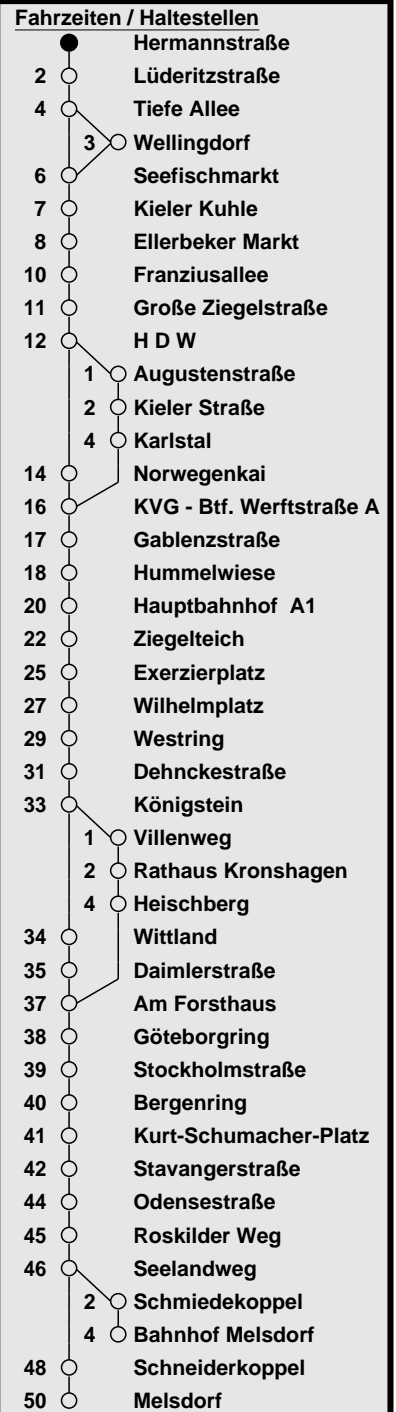 Fahrzeiten / Haltestellen
Hermannstraße
2 Lüderitzstraße
4 Tiefe Allee
3 Wellingdorf
6 Seefischmarkt
7 Kieler Kuhle
8 Ellerbeker Markt
10 Franziusallee
11 Große Ziegelstraße
12 H D W
1 Augustenstraße
2 Kieler Straße
4 Karlstal
14 Norwegenkai
16 KVG - Btf. Werftstraße A
17 Gablenzstraße
18 Hummelwiese
20 Hauptbahnhof A1
22 Ziegelteich
25 Exerzierplatz
27 Wilhelmplatz
29 Westring
31 Dehnckestraße
33 Königstein
1 Villenweg
2 Rathaus Kronshagen
4 Heischberg
34 Wittland
35 Daimlerstraße
37 Am Forsthaus
38 Göteborgring
39 Stockholmstraße
40 Bergenring
41 Kurt-Schumacher-Platz
42 Stavangerstraße
44 Odensestraße
45 Roskilder Weg
46 Seelandweg
2 Schmiedekoppel
4 Bahnhof Melsdorf
48 Schneiderkoppel
50 Melsdorf